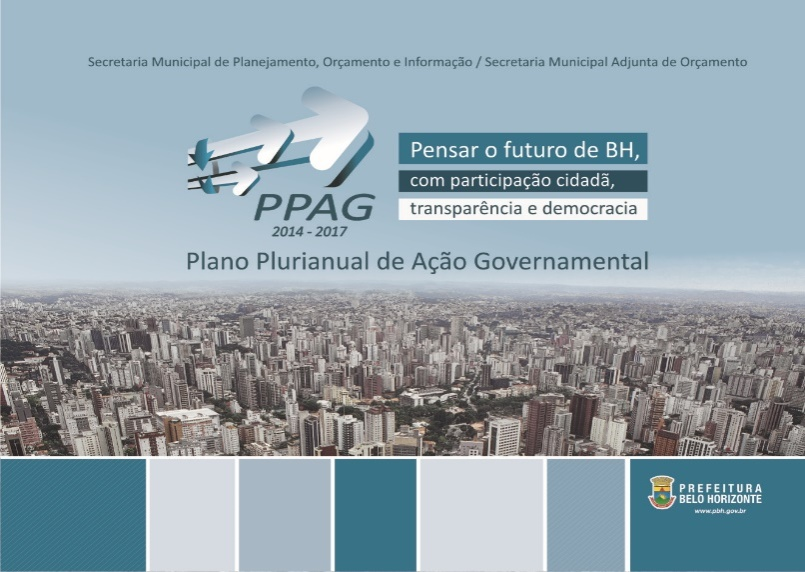 Secretaria Municipal de Planejamento, Orçamento e Informação / Secretaria Municipal Adjunta de Orçamento
PPAG
2014 - 2017
Pensar o futuro de BH,
com participação cidadã,
transparência e democracia
Plano Plurianual de Ação Governamental
PREFEITURA
BELO HORIZONTE
www.pbh.gov.br